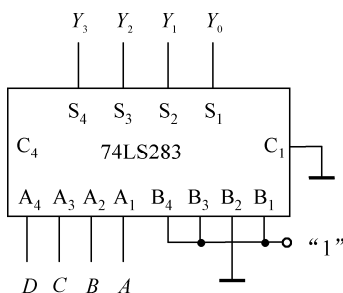 Y₃ Y₂ Y₁ Y₀
S₄ S₃ S₂ S₁
C₄ 74LS283 C₁
A₄ A₃ A₂ A₁ B₄ B₃ B₂ B₁
“1”
D C B A